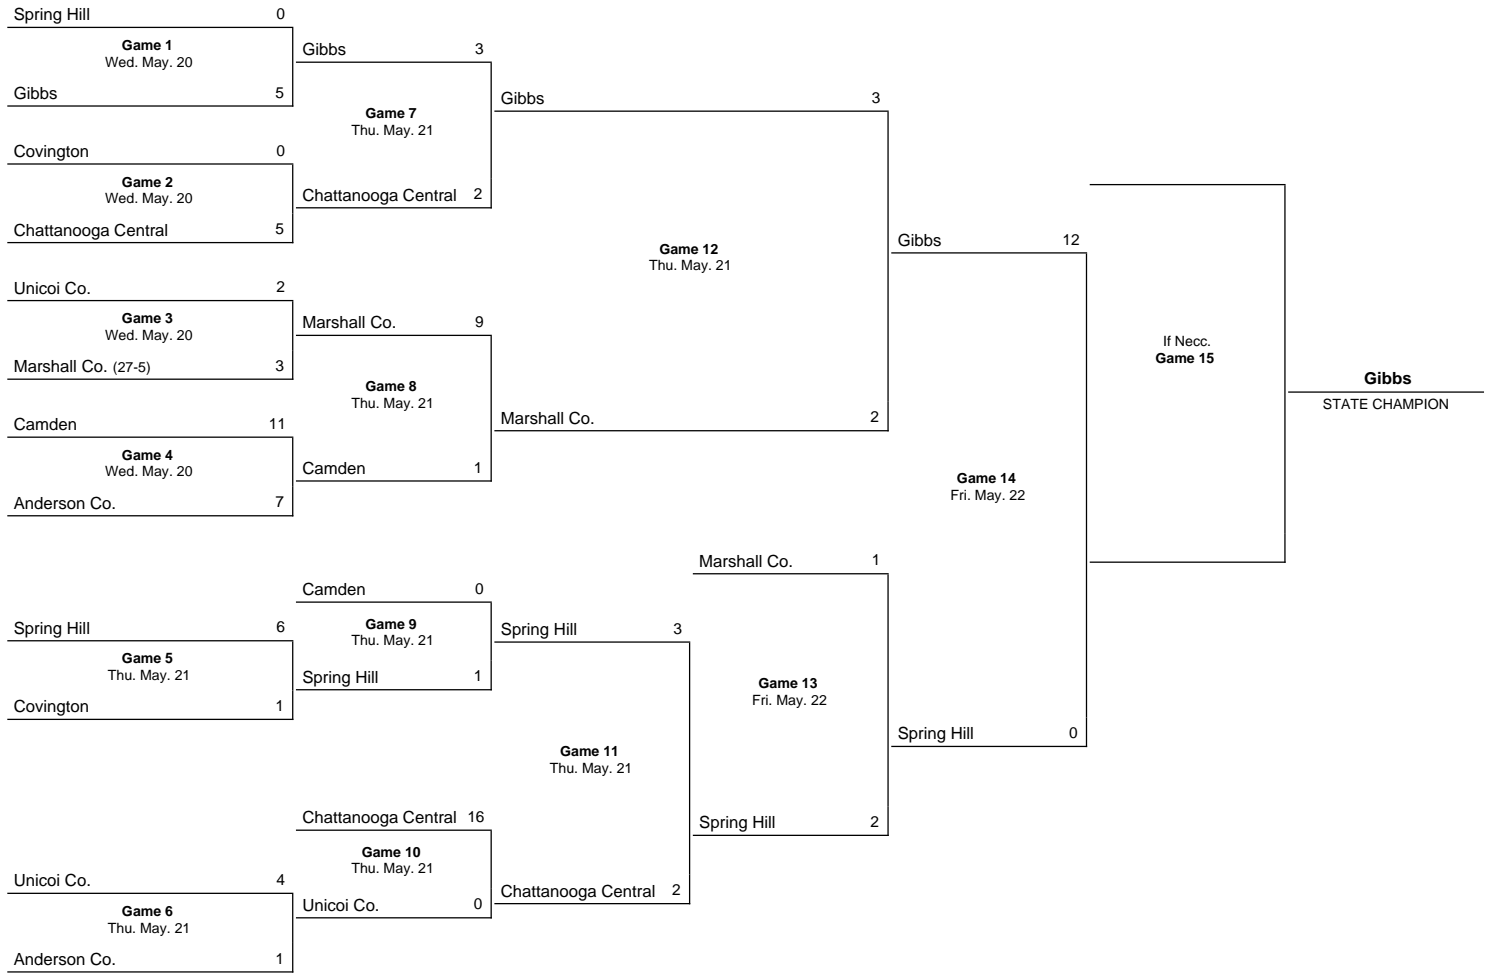 Spring Hill 0
Game 1
Wed. May. 20
Gibbs 5
Covington 0
Game 2
Wed. May. 20
Chattanooga Central 5
Unicoi Co. 2
Game 3
Wed. May. 20
Marshall Co. (27-5) 3
Camden 11
Game 4
Wed. May. 20
Anderson Co. 7
Spring Hill 6
Game 5
Thu. May. 21
Covington 1
Unicoi Co. 4
Game 6
Thu. May. 21
Anderson Co. 1
Gibbs 3
Game 7
Thu. May. 21
Chattanooga Central 2
Marshall Co. 9
Game 8
Thu. May. 21
Camden 1
Camden 0
Game 9
Thu. May. 21
Spring Hill 1
Chattanooga Central 16
Game 10
Thu. May. 21
Unicoi Co. 0
Gibbs 3
Game 12
Thu. May. 21
Marshall Co. 2
Spring Hill 3
Game 11
Thu. May. 21
Chattanooga Central 2
Marshall Co. 1
Game 13
Fri. May. 22
Spring Hill 2
Gibbs 12
Game 14
Fri. May. 22
Spring Hill 0
If Necc.
Game 15
Gibbs
STATE CHAMPION